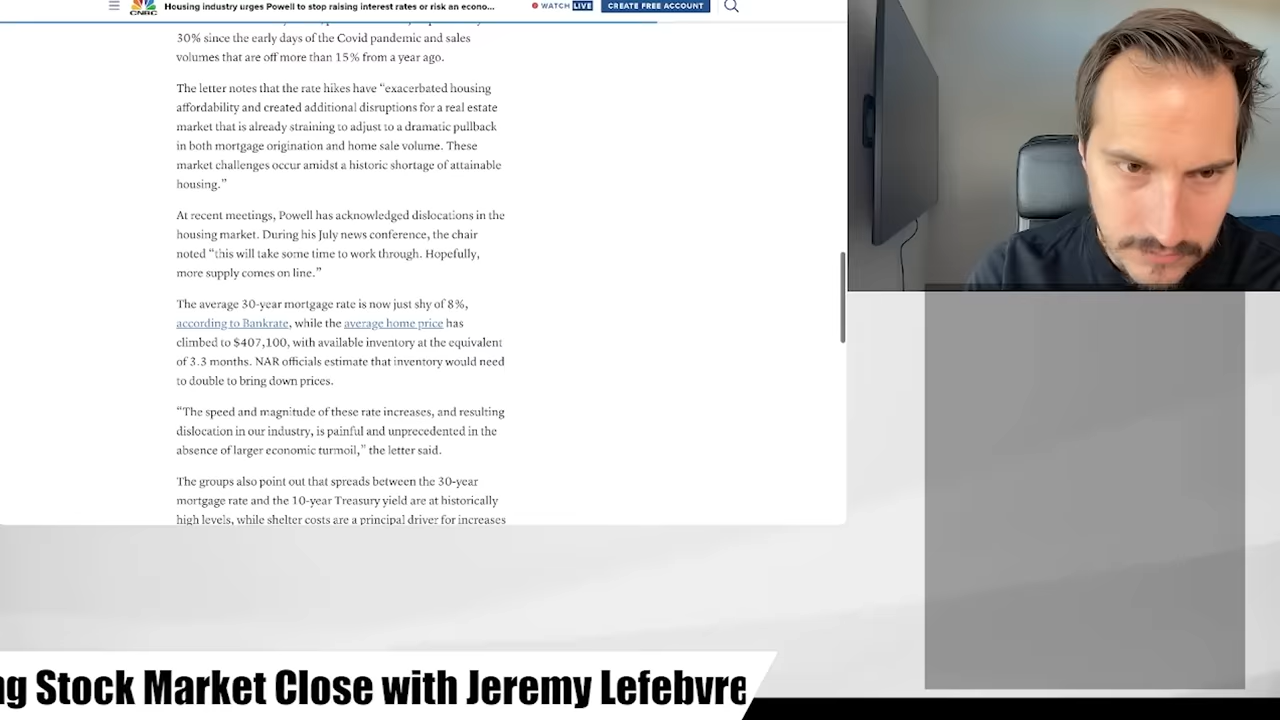 CNBC
Housing industry urges Powell to stop raising interest rates or risk an econo...
WATCH LIVE
CREATE FREE ACCOUNT
30% since the early days of the Covid pandemic and sales
volumes that are off more than 15% from a year ago.
The letter notes that the rate hikes have “exacerbated housing
affordability and created additional disruptions for a real estate
market that is already straining to adjust to a dramatic pullback
in both mortgage origination and home sale volume. These
market challenges occur amidst a historic shortage of attainable
housing.”
At recent meetings, Powell has acknowledged dislocations in the
housing market. During his July news conference, the chair
noted “this will take some time to work through. Hopefully,
more supply comes on line.”
The average 30-year mortgage rate is now just shy of 8%,
according to Bankrate, while the average home price has
climbed to $407,100, with available inventory at the equivalent
of 3.3 months. NAR officials estimate that inventory would need
to double to bring down prices.
“The speed and magnitude of these rate increases, and resulting
dislocation in our industry, is painful and unprecedented in the
absence of larger economic turmoil,” the letter said.
The groups also point out that spreads between the 30-year
mortgage rate and the 10-year Treasury yield are at historically
high levels, while shelter costs are a principal driver for increases
ng Stock Market Close with Jeremy Lefebvre